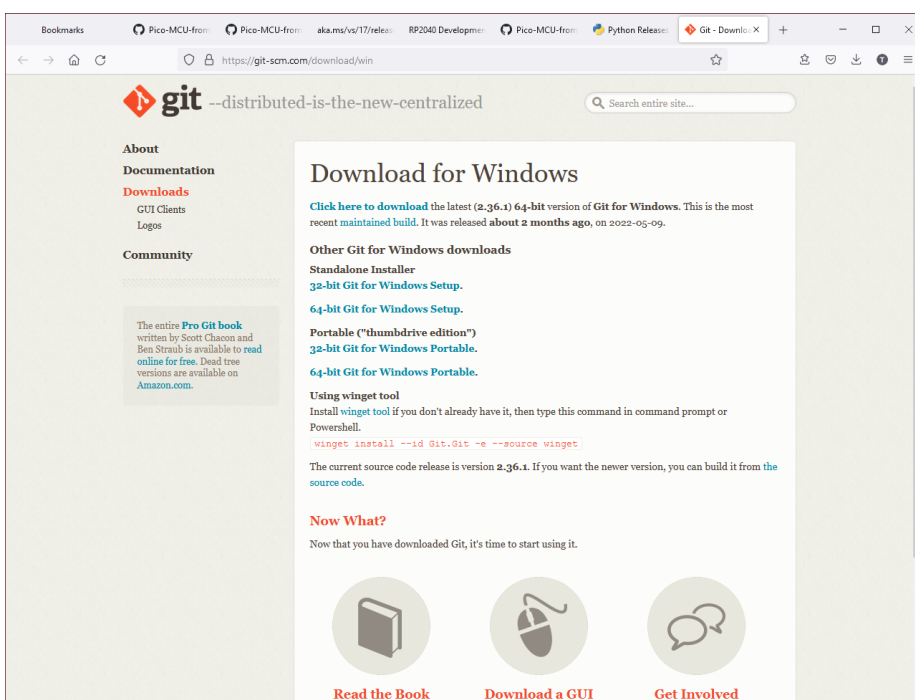 Bookmarks
Pico-MCU-from
Pico-MCU-from
aka.ms/vs/17/releas
RP2040 Developmen
Pico-MCU-from
Python Releases
Git - Downloa
https://git-scm.com/download/win
T
git --distributed-is-the-new-centralized
Search entire site...
About
Documentation
Downloads
GUI Clients
Logos
Community
The entire Pro Git book
written by Scott Chacon and
Ben Straub is available to read
online for free. Dead tree
versions are available on
Amazon.com.
Download for Windows
Click here to download the latest (2.36.1) 64-bit version of Git for Windows. This is the most
recent maintained build. It was released about 2 months ago, on 2022-05-09.
Other Git for Windows downloads
Standalone Installer
32-bit Git for Windows Setup.
64-bit Git for Windows Setup.
Portable ("thumbdrive edition")
32-bit Git for Windows Portable.
64-bit Git for Windows Portable.
Using winget tool
Install winget tool if you don't already have it, then type this command in command prompt or
Powershell.
winget install --id Git.Git -e --source winget
The current source code release is version 2.36.1. If you want the newer version, you can build it from the
source code.
Now What?
Now that you have downloaded Git, it's time to start using it.
Read the Book
Download a GUI
Get Involved